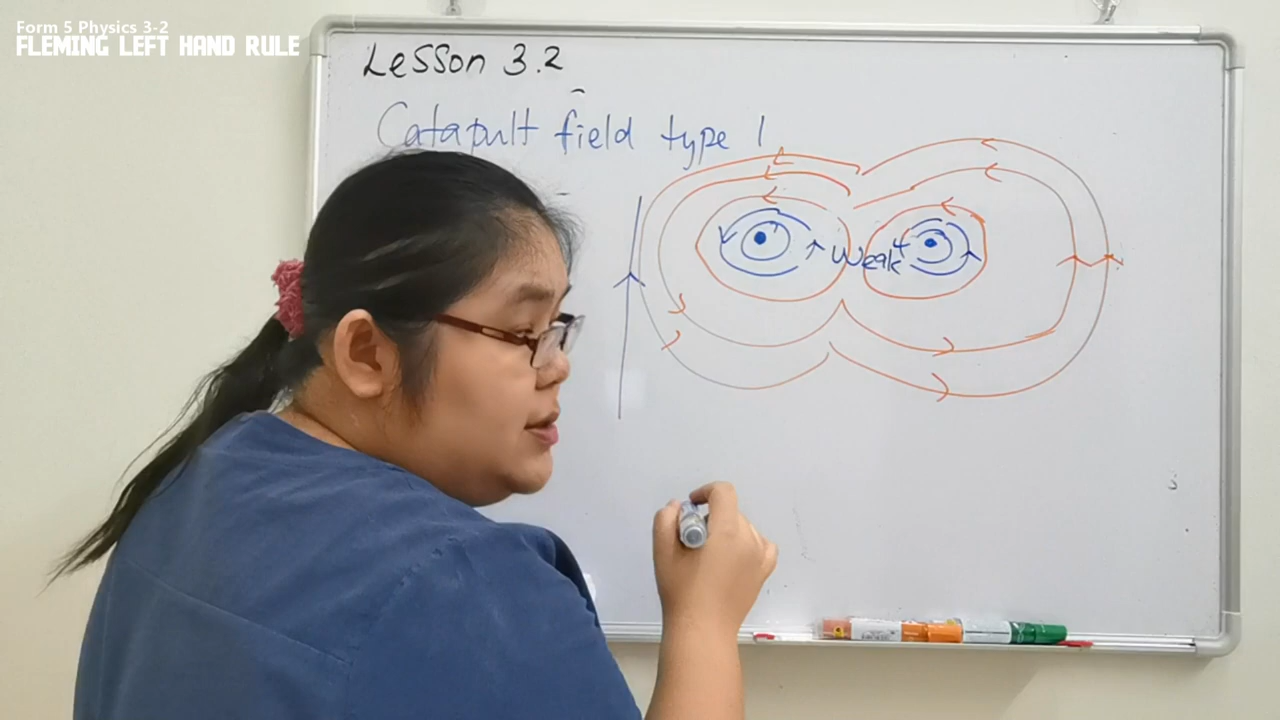 Form 5 Physics 3-2
FLEMING LEFT HAND RULE
Lesson 3.2
Catapult field type 1
Weak